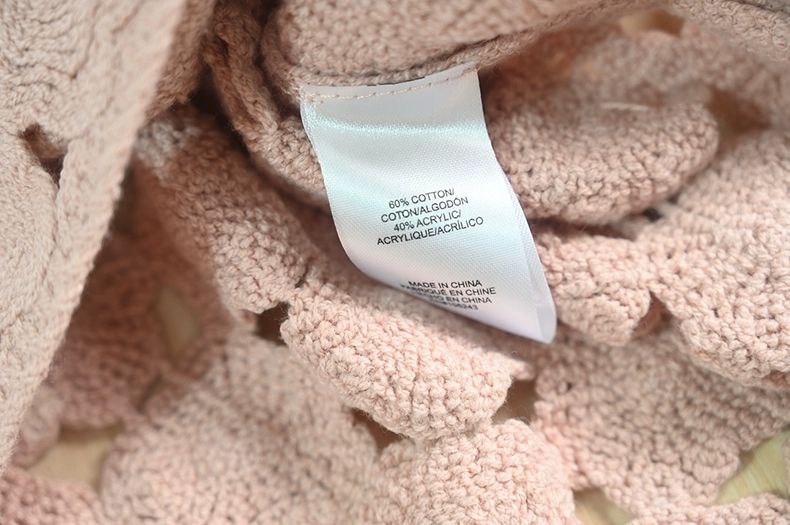 60% COTTON/
COTON/ALGODÓN
40% ACRYLIC/
ACRYLIQUE/ACRÍLICO
MADE IN CHINA
FABRIQUÉ EN CHINE
HECHO EN CHINA